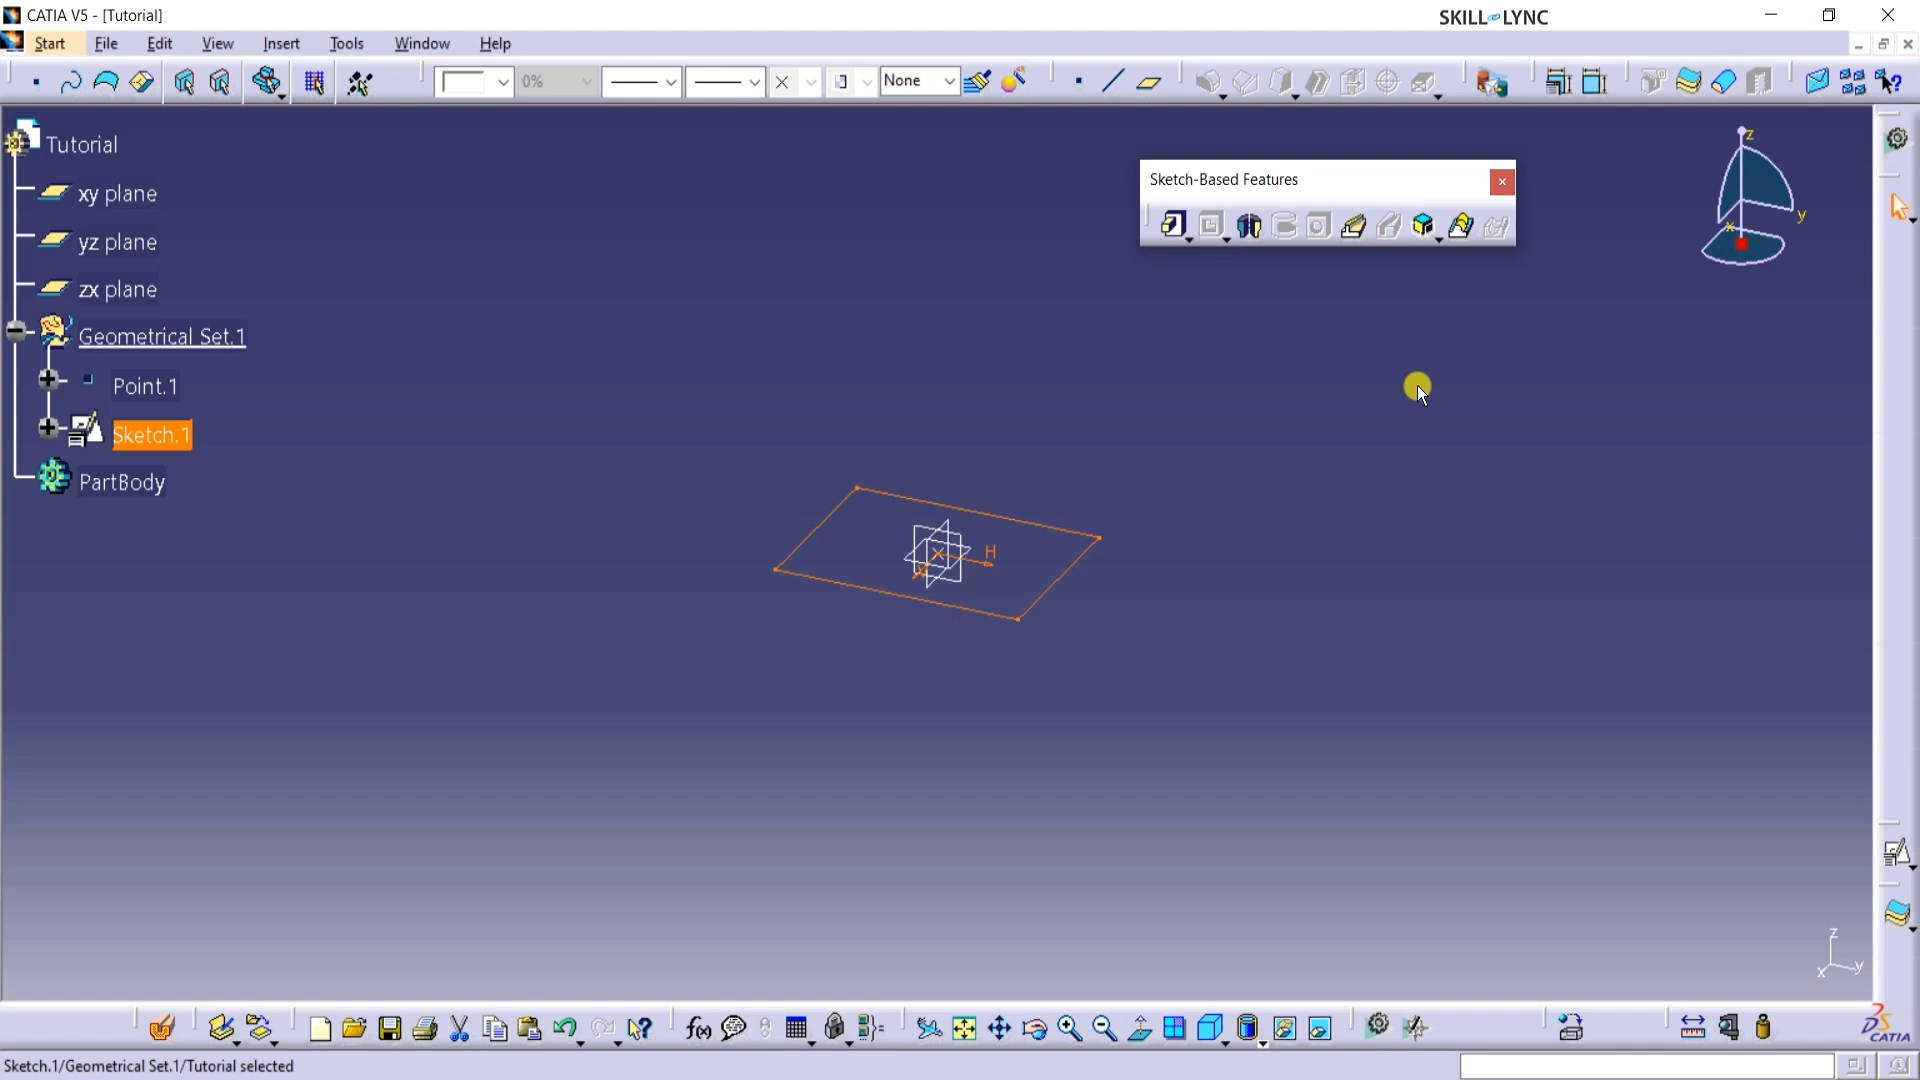 CATIA V5 - [Tutorial]
SKILL LYNC
Start File Edit View Insert Tools Window Help
0%
None
Tutorial
xy plane
yz plane
zx plane
Geometrical Set.1
Point.1
Sketch.1
PartBody
Sketch-Based Features
z
y
x
H
z
x
y
f(x)
CATIA
Sketch.1/Geometrical Set.1/Tutorial selected